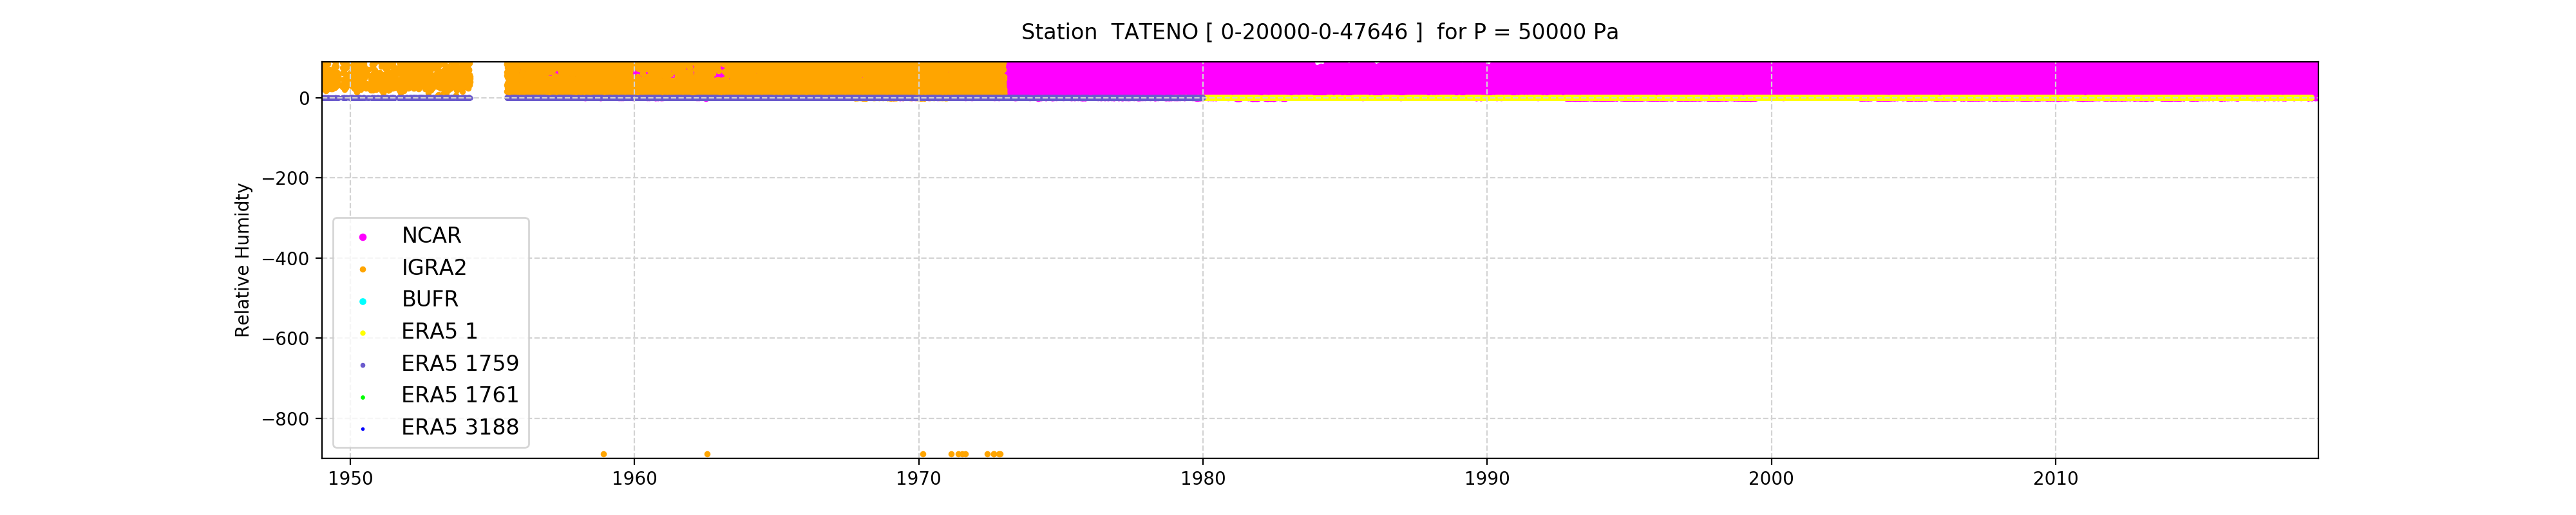 Station  TATENO [ 0-20000-0-47646 ]  for P = 50000 Pa
Relative Humidty
0
−200
−400
−600
−800
NCAR
IGRA2
BUFR
ERA5 1
ERA5 1759
ERA5 1761
ERA5 3188
1950 1960 1970 1980 1990 2000 2010